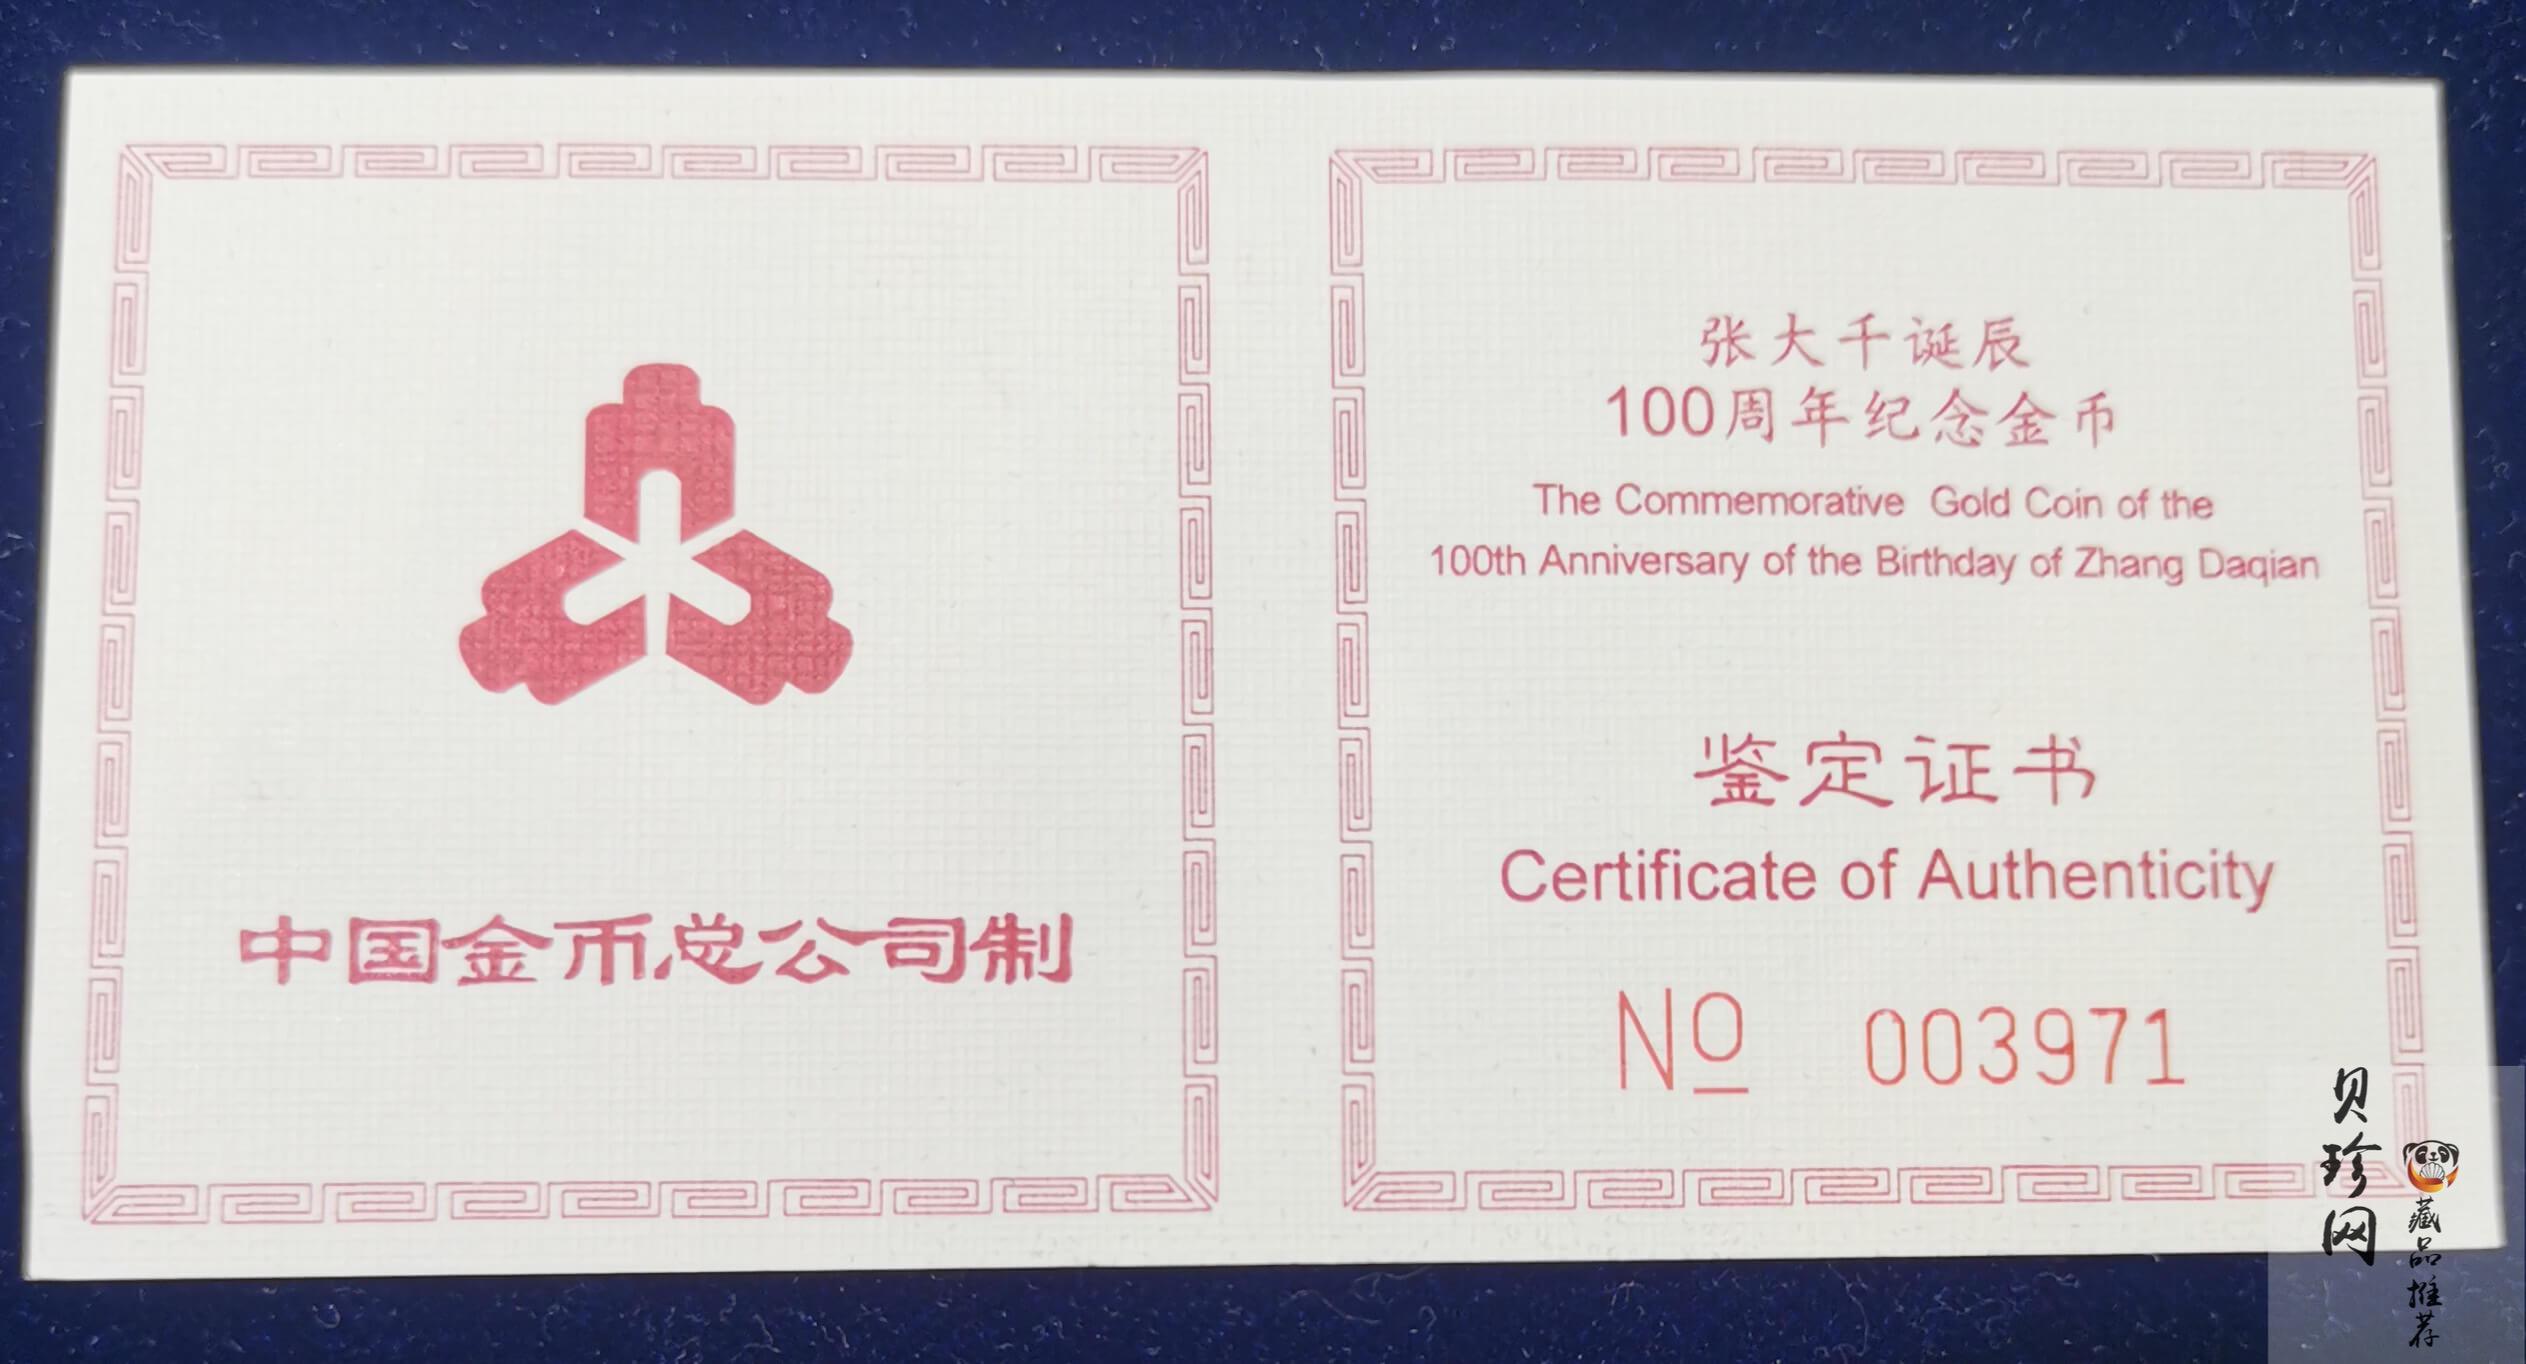 中国金币总公司制
张大千诞辰
100周年纪念金币
The Commemorative Gold Coin of the
100th Anniversary of the Birthday of Zhang Daqian
鉴定证书
Certificate of Authenticity
No 003971
贝珍网
藏品推荐